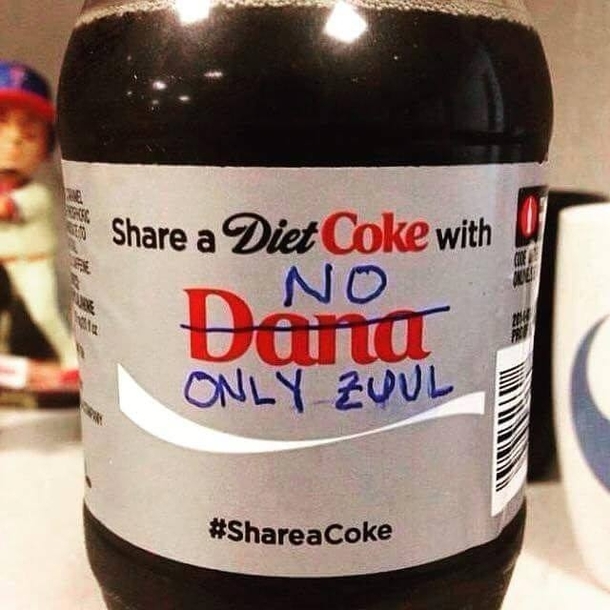 Share a Diet Coke with
NO
Dana
ONLY ZUUL
#ShareaCoke